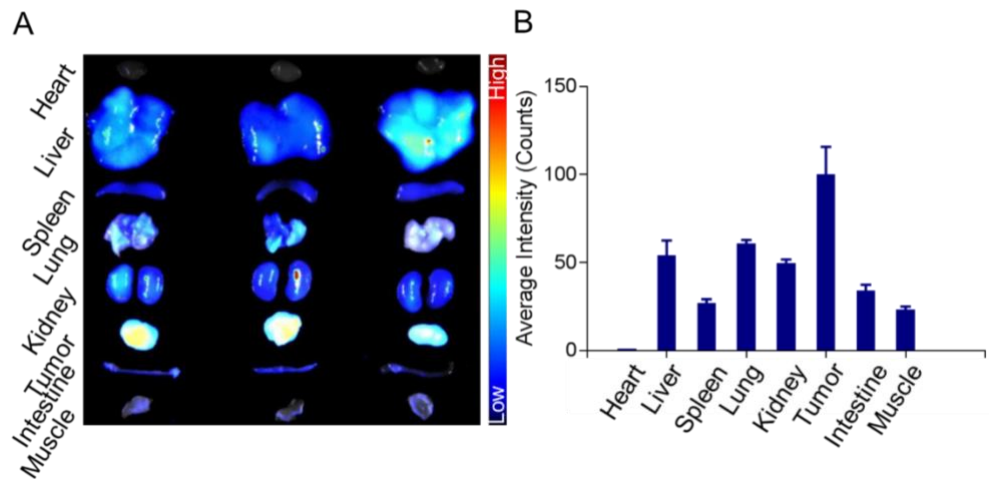 A
Heart
Liver
Spleen
Lung
Kidney
Tumor
Intestine
Muscle
High
Low
B
Average Intensity (Counts)
150
100
50
0
Heart
Liver
Spleen
Lung
Kidney
Tumor
Intestine
Muscle